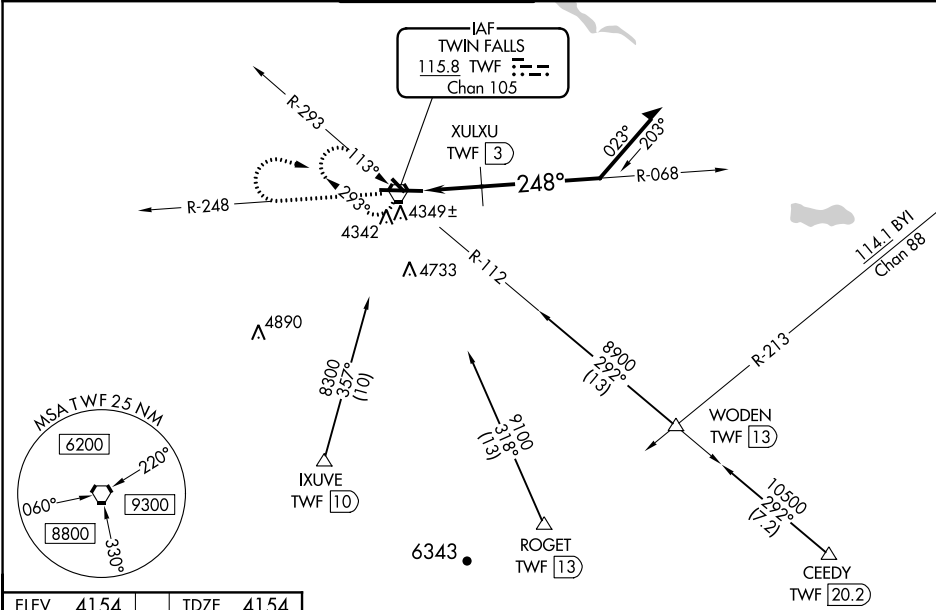 IAF
TWIN FALLS
115.8 TWF
Chan 105
R-293
113°
293°
XULXU
TWF 3
248°
023°
203°
R-068
R-248
4342
4349±
4733
4890
R-112
114.1 BYI
Chan 88
R-213
8900
292°
(13)
WODEN
TWF 13
8300
357°
(10)
9100
318°
(13)
10500
292°
(7.2)
IXUVE
TWF 10
ROGET
TWF 13
CEEDY
TWF 20.2
6343
MSA TWF 25 NM
6200
220°
060°
9300
8800
330°
ELEV 4154 TDZE 4154